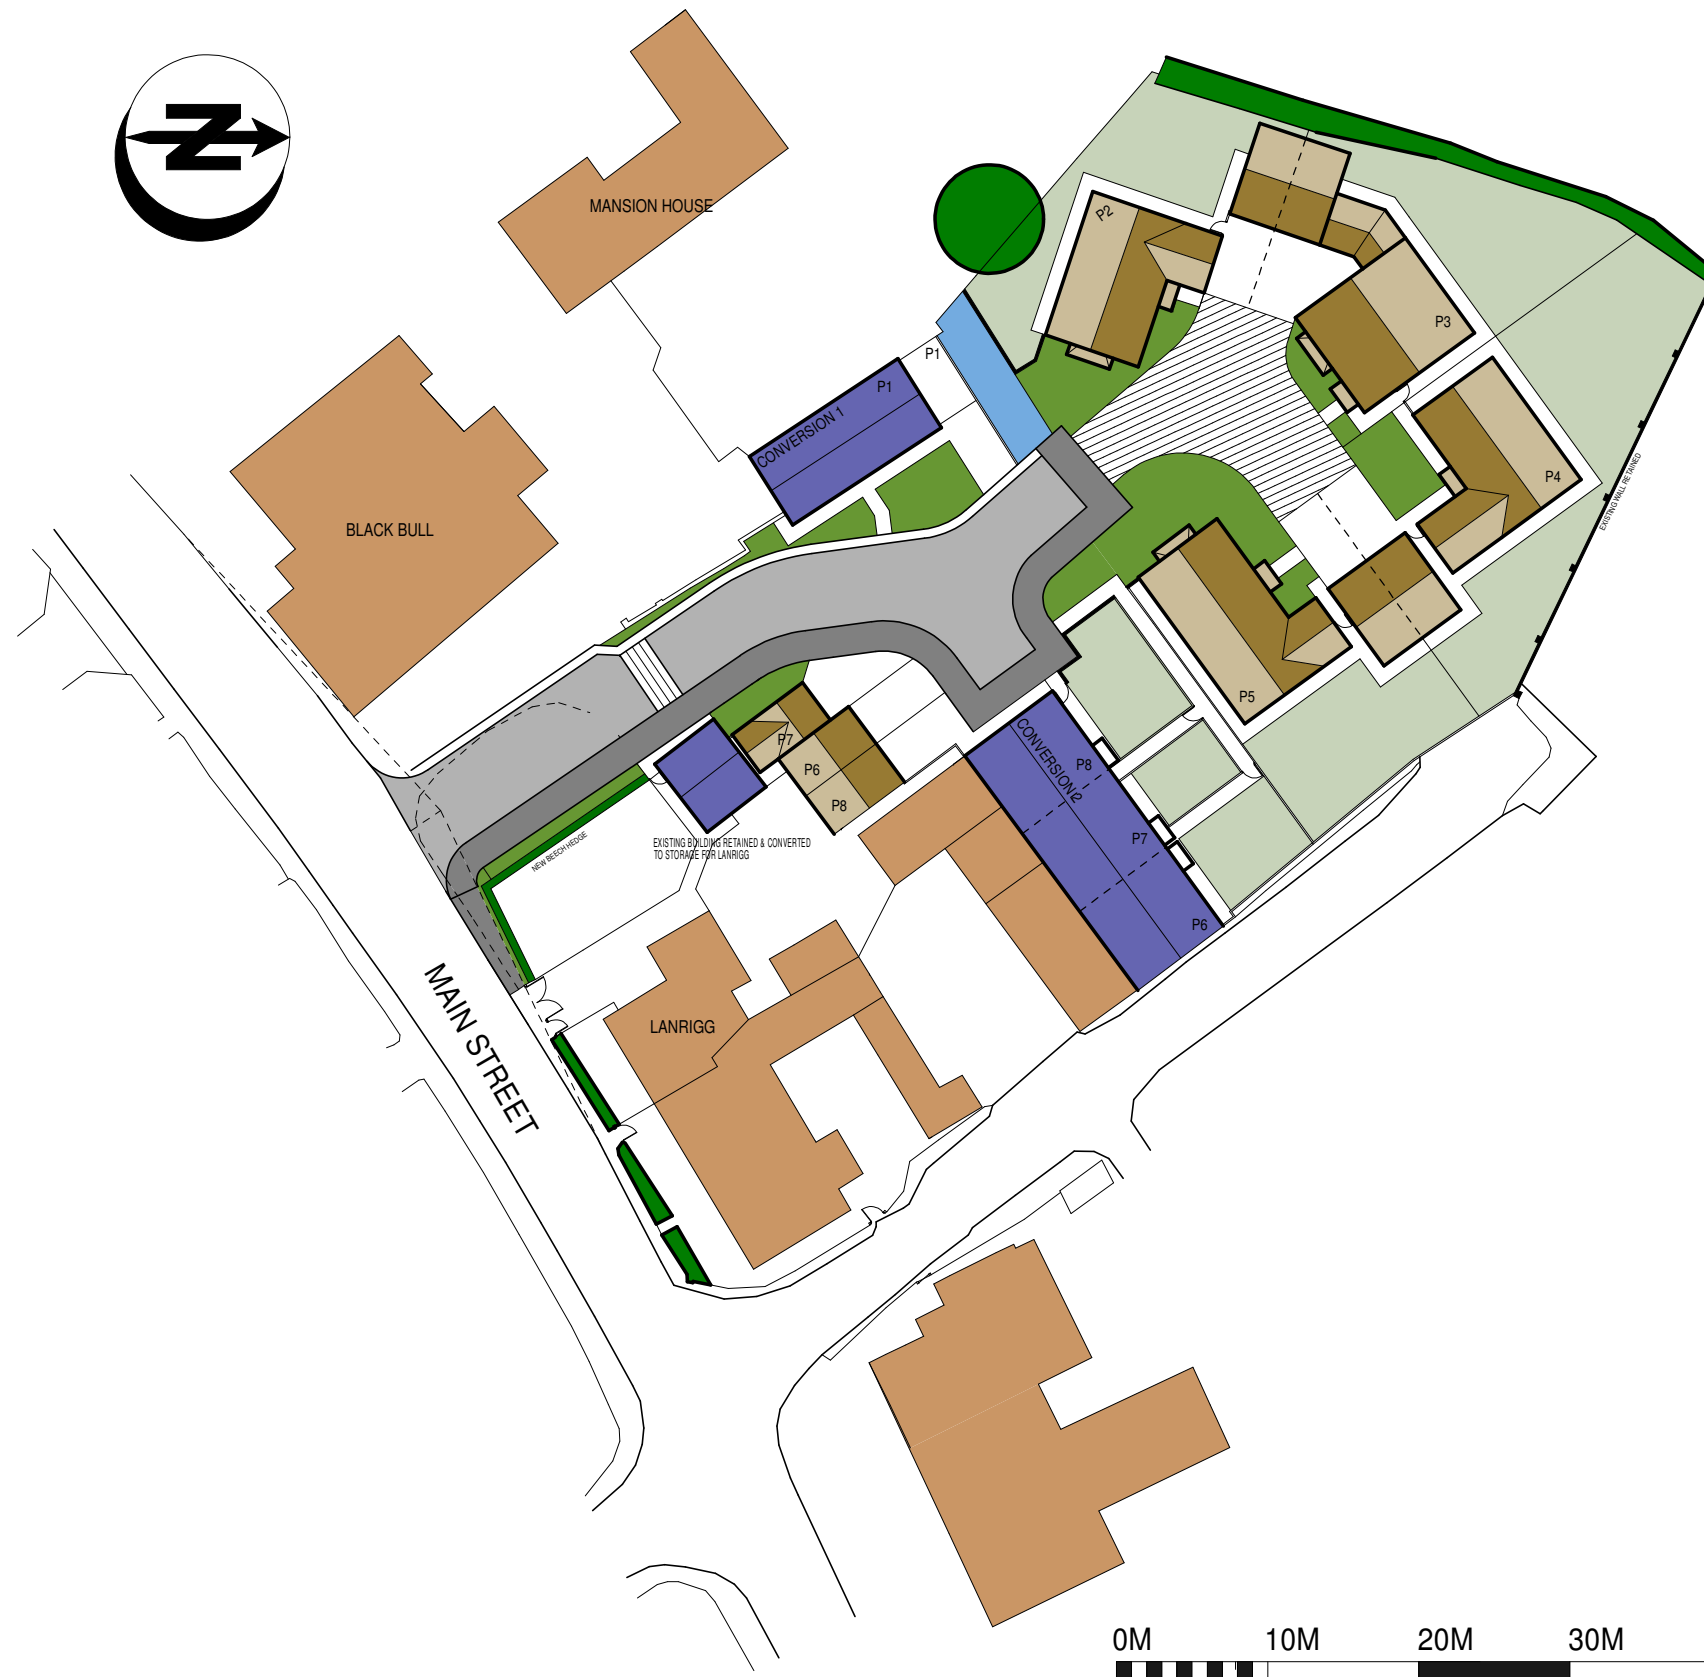 N
MANSION HOUSE
P2
P3
P1
P1
CONVERSION 1
P4
EXISTING WALL RETAINED
BLACK BULL
P5
CONVERSION 2
P7
P6
P8
P8
P7
P6
EXISTING BUILDING RETAINED & CONVERTED
TO STORAGE FOR LANRIGG
NEW BEECH HEDGE
MAIN STREET
LANRIGG
0M 10M 20M 30M